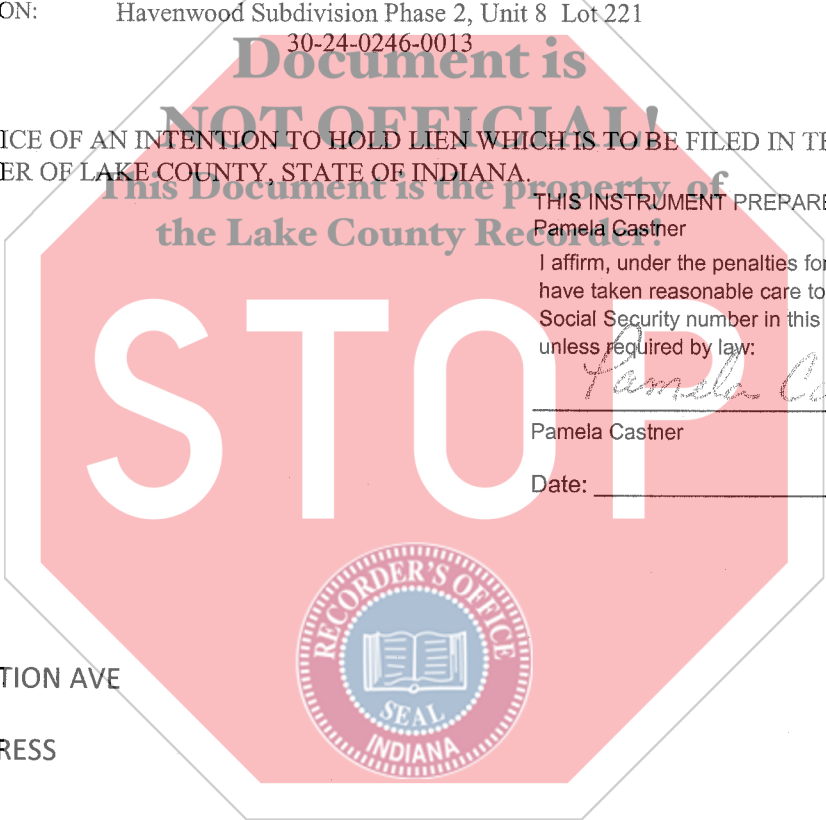 ON: Havenwood Subdivision Phase 2, Unit 8 Lot 221
30-24-0246-0013
Document is
NOT OFFICIAL!
ICE OF AN INTENTION TO HOLD LIEN WHICH IS TO BE FILED IN TH
ER OF LAKE COUNTY, STATE OF INDIANA.
This Document is the property of
the Lake County Recorder!
THIS INSTRUMENT PREPARE
Pamela Castner
I affirm, under the penalties for
have taken reasonable care to
Social Security number in this
unless required by law:
Pamela Ca
Pamela Castner
Date:
STOP
RECORDER'S OFFICE
SEAL
INDIANA
TION AVE
RESS